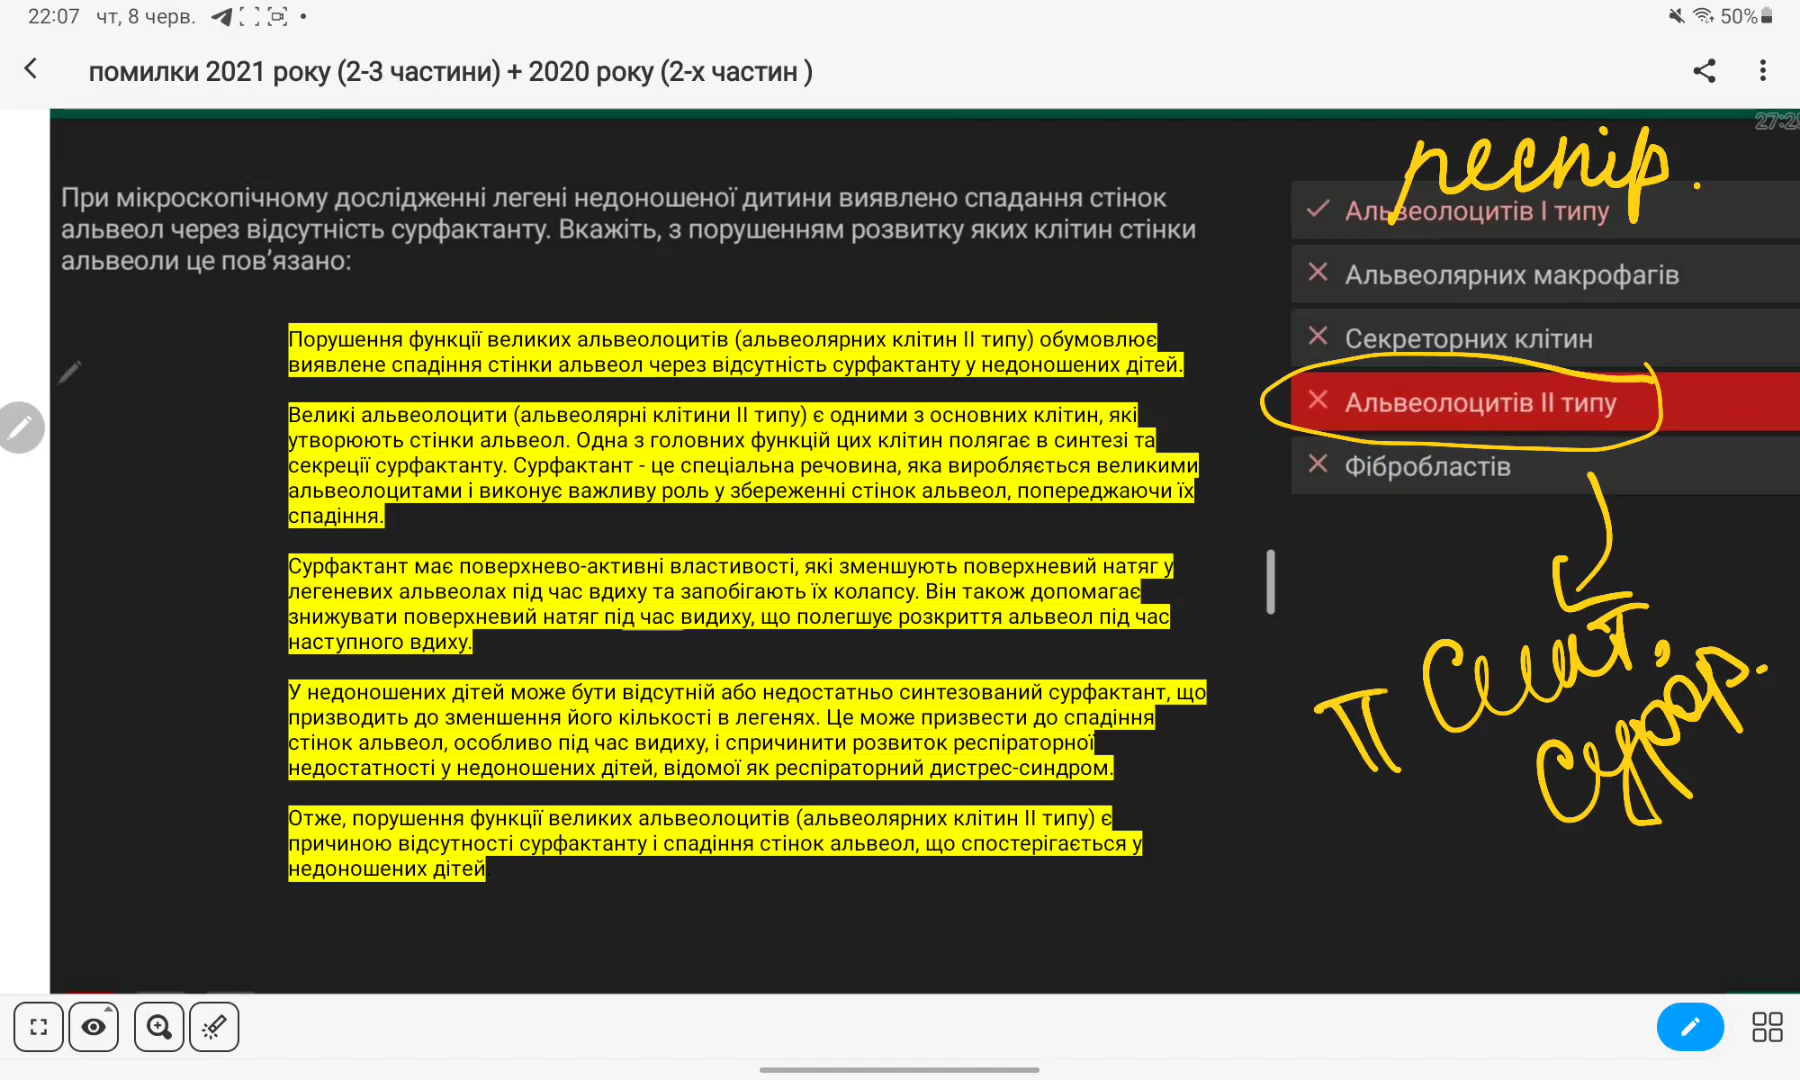 22:07 чт, 8 черв.
50%
помилки 2021 року (2-3 частини) + 2020 року (2-х частин )
респір.
При мікроскопічному дослідженні легені недоношеної дитини виявлено спадання стінок
альвеол через відсутність сурфактанту. Вкажіть, з порушенням розвитку яких клітин стінки
альвеоли це пов’язано:
Альвеолоцитів І типу
Альвеолярних макрофагів
Секреторних клітин
Альвеолоцитів ІІ типу
Фібробластів
Порушення функції великих альвеолоцитів (альвеолярних клітин ІІ типу) обумовлює
виявлене спадіння стінки альвеол через відсутність сурфактанту у недоношених дітей.
Великі альвеолоцити (альвеолярні клітини ІІ типу) є одними з основних клітин, які
утворюють стінки альвеол. Одна з головних функцій цих клітин полягає в синтезі та
секреції сурфактанту. Сурфактант - це спеціальна речовина, яка виробляється великими
альвеолоцитами і виконує важливу роль у збереженні стінок альвеол, попереджаючи їх
спадіння.
Сурфактант має поверхнево-активні властивості, які зменшують поверхневий натяг у
легеневих альвеолах під час вдиху та запобігають їх колапсу. Він також допомагає
знижувати поверхневий натяг під час видиху, що полегшує розкриття альвеол під час
наступного вдиху.
У недоношених дітей може бути відсутній або недостатньо синтезований сурфактант, що
призводить до зменшення його кількості в легенях. Це може призвести до спадіння
стінок альвеол, особливо під час видиху, і спричинити розвиток респіраторної
недостатності у недоношених дітей, відомої як респіраторний дистрес-синдром.
Отже, порушення функції великих альвеолоцитів (альвеолярних клітин ІІ типу) є
причиною відсутності сурфактанту і спадіння стінок альвеол, що спостерігається у
недоношених дітей.
ІІ
сурф.